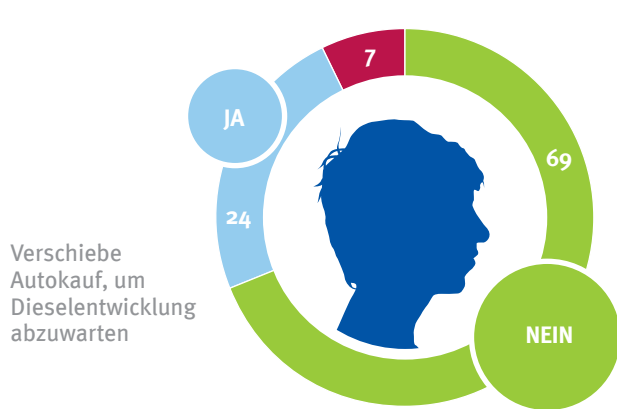 7
JA
69
24
Verschiebe
Autokauf, um
Dieselentwicklung
abzuwarten
NEIN